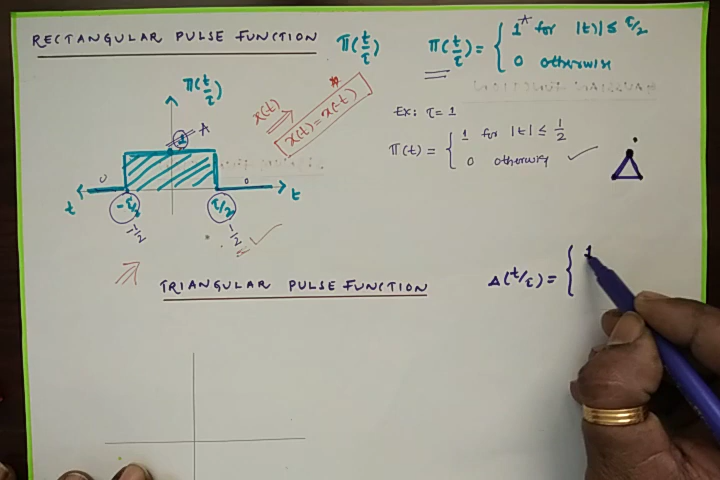 RECTANGULAR PULSE FUNCTION
Π(t/τ)
Π(t/τ) = { 1^A for |t| ≤ τ/2
0 otherwise
Π(t/τ)
1 A
x(t)
x(t) = x(-t)
0
0
t
-τ/2
τ/2
t
-1/2
1/2
Ex: τ = 1
Π(t) = { 1 for |t| ≤ 1/2
0 otherwise
TRIANGULAR PULSE FUNCTION
Δ(t/τ) = { 1